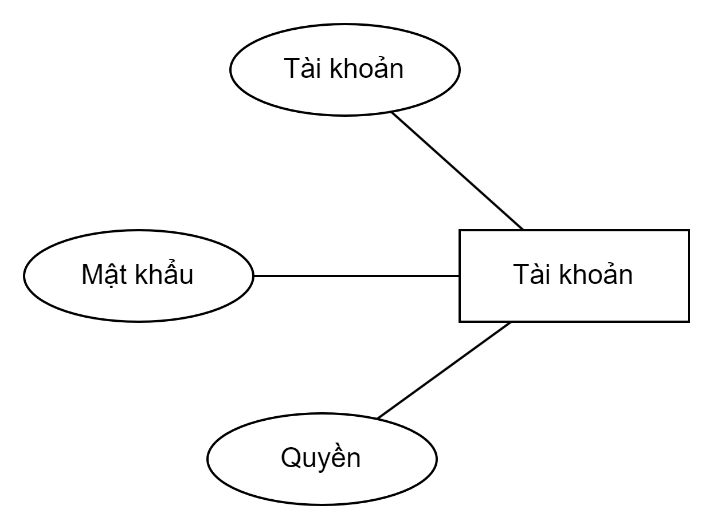 Tài khoản
Mật khẩu
Tài khoản
Quyền